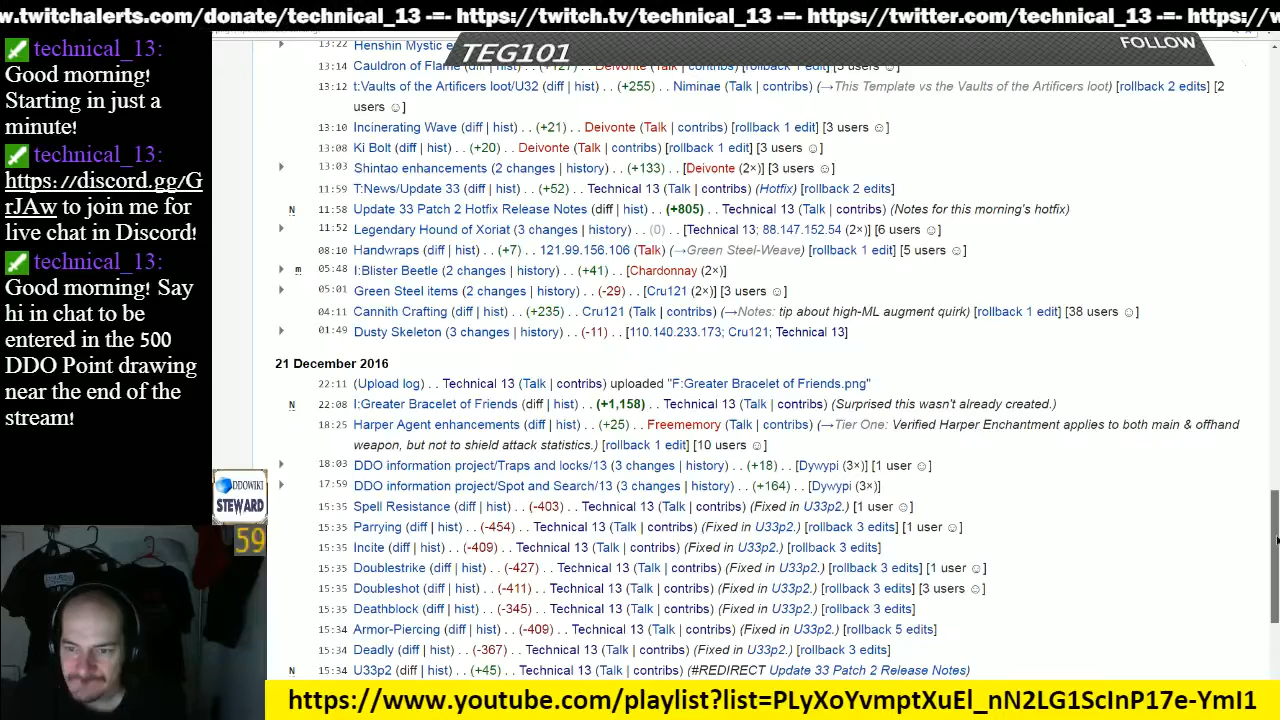 w.twitchalerts.com/donate/technical_13 -=- https://twitch.tv/technical_13 -=- https://twitter.com/technical_13 -=- https://w
technical_13:
Good morning!
Starting in just a
minute!
technical_13:
https://discord.gg/G
rJAw to join me for
live chat in Discord!
technical_13:
Good morning! Say
hi in chat to be
entered in the 500
DDO Point drawing
near the end of the
stream!
DDOWIKI
STEWARD
59
TEG101
FOLLOW
13:22 Henshin Mystic e
13:14 Cauldron of Flame (diff | hist) . . (+127) Deivonte (Talk | contribs) [rollback 1 edit] [3 users ☺]
13:12 t:Vaults of the Artificers loot/U32 (diff | hist) . . (+255) Niminae (Talk | contribs) (→This Template vs the Vaults of the Artificers loot) [rollback 2 edits] [2
users ☺]
13:10 Incinerating Wave (diff | hist) . . (+21) Deivonte (Talk | contribs) [rollback 1 edit] [3 users ☺]
13:08 Ki Bolt (diff | hist) . . (+20) Deivonte (Talk | contribs) [rollback 1 edit] [3 users ☺]
13:03 Shintao enhancements (2 changes | history) . . (+133) [Deivonte (2×)] [3 users ☺]
11:59 T:News/Update 33 (diff | hist) . . (+52) Technical 13 (Talk | contribs) (Hotfix) [rollback 2 edits]
N 11:58 Update 33 Patch 2 Hotfix Release Notes (diff | hist) . . (+805) Technical 13 (Talk | contribs) (Notes for this morning's hotfix)
11:52 Legendary Hound of Xoriat (3 changes | history) . . (0) [Technical 13; 88.147.152.54 (2×)] [6 users ☺]
08:10 Handwraps (diff | hist) . . (+7) 121.99.156.106 (Talk) (→Green Steel-Weave) [rollback 1 edit] [5 users ☺]
m 05:48 I:Blister Beetle (2 changes | history) . . (+41) [Chardonnay (2×)]
05:01 Green Steel items (2 changes | history) . . (-29) [Cru121 (2×)] [3 users ☺]
04:11 Cannith Crafting (diff | hist) . . (+235) Cru121 (Talk | contribs) (→Notes: tip about high-ML augment quirk) [rollback 1 edit] [38 users ☺]
01:49 Dusty Skeleton (3 changes | history) . . (-11) [110.140.233.173; Cru121; Technical 13]
21 December 2016
22:11 (Upload log) . . Technical 13 (Talk | contribs) uploaded "F:Greater Bracelet of Friends.png"
N 22:08 I:Greater Bracelet of Friends (diff | hist) . . (+1,158) . . Technical 13 (Talk | contribs) (Surprised this wasn't already created.)
18:25 Harper Agent enhancements (diff | hist) . . (+25) Freememory (Talk | contribs) (→Tier One: Verified Harper Enchantment applies to both main & offhand
weapon, but not to shield attack statistics.) [rollback 1 edit] [10 users ☺]
18:03 DDO information project/Traps and locks/13 (3 changes | history) . . (+18) [Dywypi (3×)] [1 user ☺]
17:59 DDO information project/Spot and Search/13 (3 changes | history) . . (+164) [Dywypi (3×)]
15:35 Spell Resistance (diff | hist) . . (-403) . . Technical 13 (Talk | contribs) (Fixed in U33p2.) [1 user ☺]
15:35 Parrying (diff | hist) . . (-454) . . Technical 13 (Talk | contribs) (Fixed in U33p2.) [rollback 3 edits] [1 user ☺]
15:35 Incite (diff | hist) . . (-409) . . Technical 13 (Talk | contribs) (Fixed in U33p2.) [rollback 3 edits]
15:35 Doublestrike (diff | hist) . . (-427) . . Technical 13 (Talk | contribs) (Fixed in U33p2.) [rollback 3 edits] [1 user ☺]
15:35 Doubleshot (diff | hist) . . (-411) . . Technical 13 (Talk | contribs) (Fixed in U33p2.) [rollback 3 edits] [3 users ☺]
15:35 Deathblock (diff | hist) . . (-345) . . Technical 13 (Talk | contribs) (Fixed in U33p2.) [rollback 3 edits]
15:34 Armor-Piercing (diff | hist) . . (-409) . . Technical 13 (Talk | contribs) (Fixed in U33p2.) [rollback 5 edits]
15:34 Deadly (diff | hist) . . (-367) . . Technical 13 (Talk | contribs) (Fixed in U33p2.) [rollback 3 edits]
N 15:34 U33p2 (diff | hist) . . (+45) . . Technical 13 (Talk | contribs) (#REDIRECT Update 33 Patch 2 Release Notes)
https://www.youtube.com/playlist?list=PLyXoYvmptXuEl_nN2LG1ScInP17e-YmI1